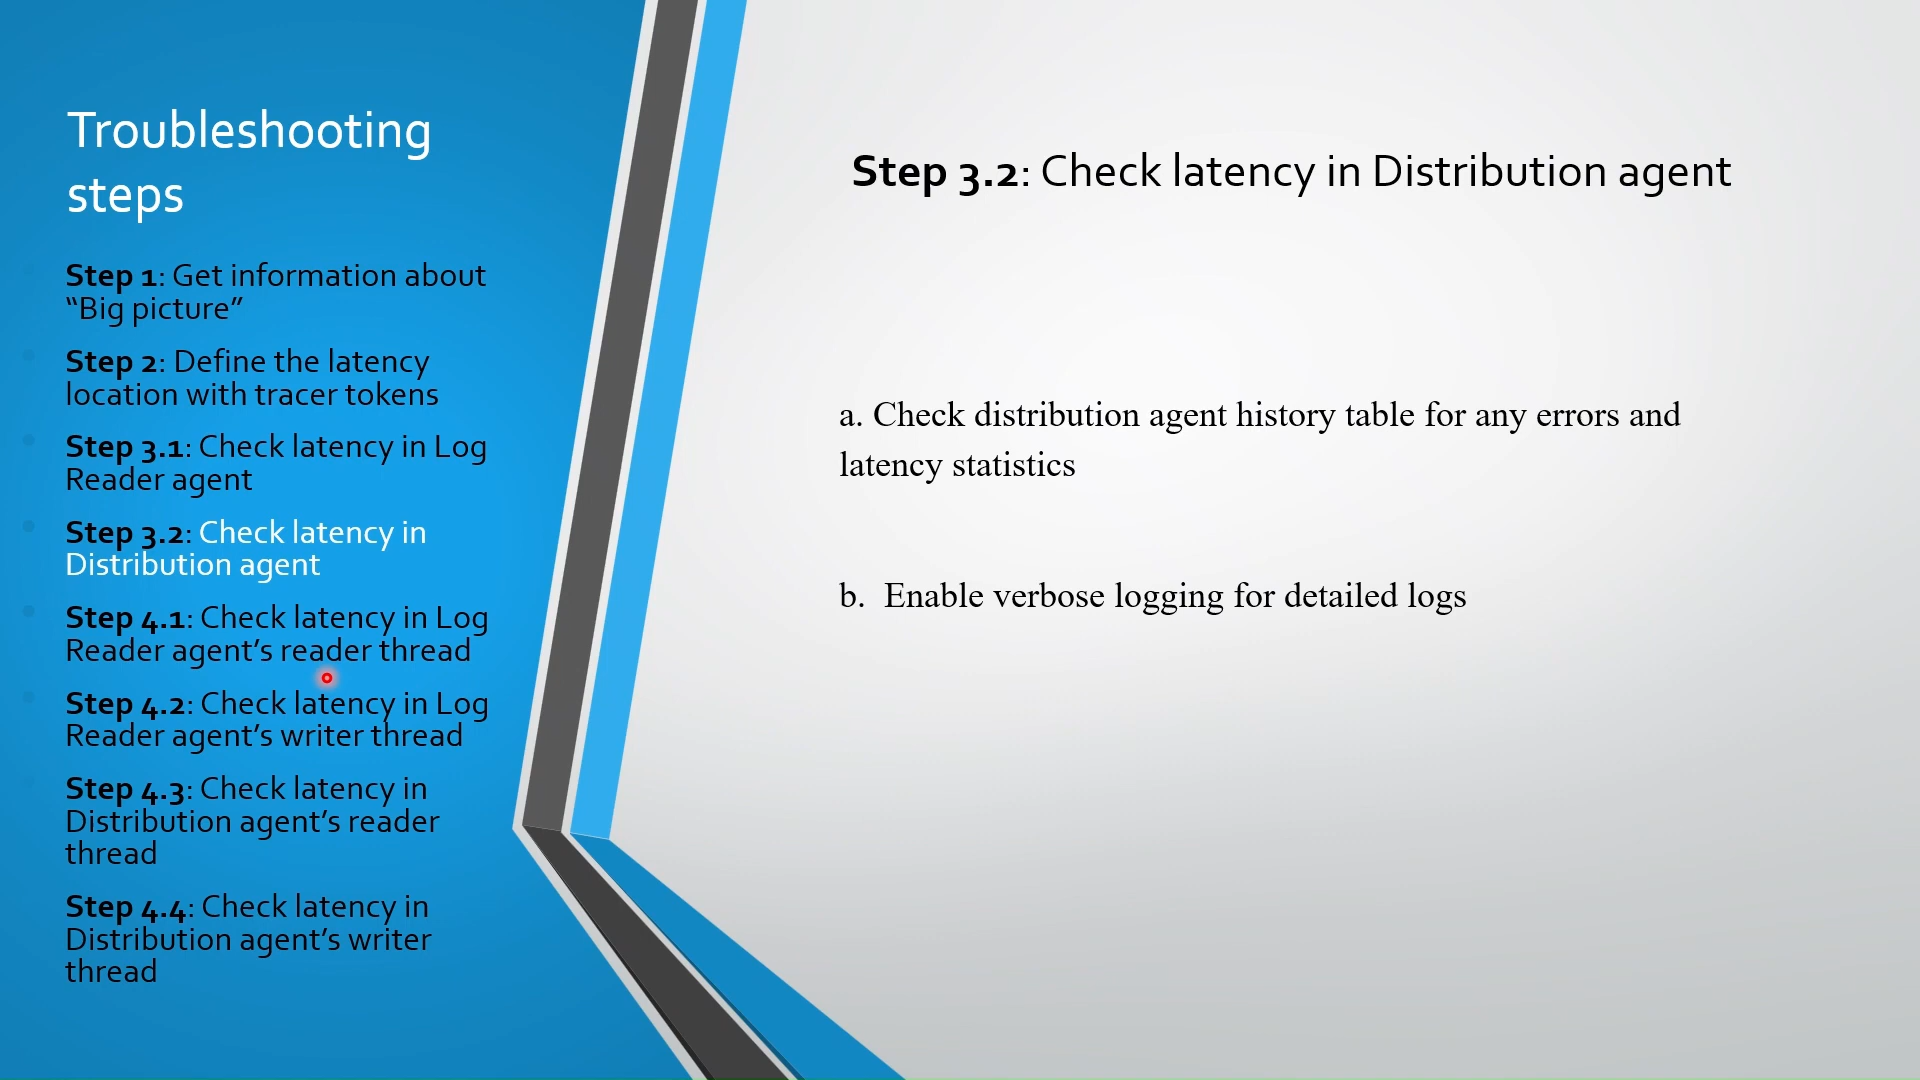 Troubleshooting
steps
Step 1: Get information about
“Big picture”
Step 2: Define the latency
location with tracer tokens
Step 3.1: Check latency in Log
Reader agent
Step 3.2: Check latency in
Distribution agent
Step 4.1: Check latency in Log
Reader agent’s reader thread
Step 4.2: Check latency in Log
Reader agent’s writer thread
Step 4.3: Check latency in
Distribution agent’s reader
thread
Step 4.4: Check latency in
Distribution agent’s writer
thread
Step 3.2: Check latency in Distribution agent
a. Check distribution agent history table for any errors and
latency statistics
b. Enable verbose logging for detailed logs